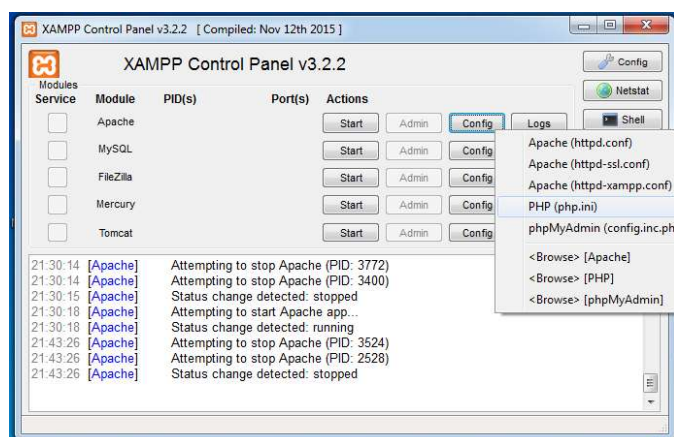 XAMPP Control Panel v3.2.2 [ Compiled: Nov 12th 2015 ]
XAMPP Control Panel v3.2.2
Config
Netstat
Shell
Modules
Service Module PID(s) Port(s) Actions
Apache Start Admin Config Logs
MySQL Start Admin Config
FileZilla Start Admin Config
Mercury Start Admin Config
Tomcat Start Admin Config
Apache (httpd.conf)
Apache (httpd-ssl.conf)
Apache (httpd-xampp.conf)
PHP (php.ini)
phpMyAdmin (config.inc.ph
<Browse> [Apache]
<Browse> [PHP]
<Browse> [phpMyAdmin]
21:30:14 [Apache] Attempting to stop Apache (PID: 3772)
21:30:14 [Apache] Attempting to stop Apache (PID: 3400)
21:30:15 [Apache] Status change detected: stopped
21:30:18 [Apache] Attempting to start Apache app...
21:30:18 [Apache] Status change detected: running
21:43:26 [Apache] Attempting to stop Apache (PID: 3524)
21:43:26 [Apache] Attempting to stop Apache (PID: 2528)
21:43:26 [Apache] Status change detected: stopped